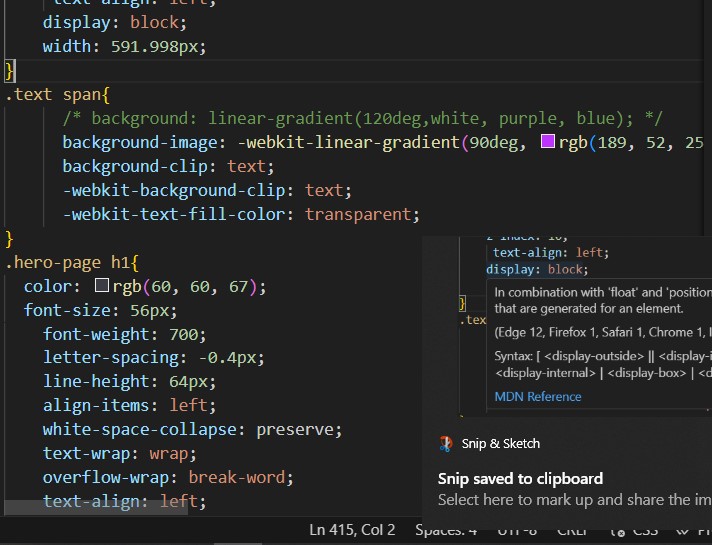 text-align: left;
display: block;
width: 591.998px;
}
.text span{
/* background: linear-gradient(120deg,white, purple, blue); */
background-image: -webkit-linear-gradient(90deg, rgb(189, 52, 25
background-clip: text;
-webkit-background-clip: text;
-webkit-text-fill-color: transparent;
}
.hero-page h1{
color: rgb(60, 60, 67);
font-size: 56px;
font-weight: 700;
letter-spacing: -0.4px;
line-height: 64px;
align-items: left;
white-space-collapse: preserve;
text-wrap: wrap;
overflow-wrap: break-word;
text-align: left;
z-index: 10;
text-align: left;
display: block;
}
.tex
In combination with 'float' and 'position
that are generated for an element.
(Edge 12, Firefox 1, Safari 1, Chrome 1, I
Syntax: [ <display-outside> || <display-i
<display-internal> | <display-box> | <d
MDN Reference
Snip & Sketch
Snip saved to clipboard
Select here to mark up and share the im
Ln 415, Col 2 Spaces: 4 UTF-8 CRLF CSS Pr